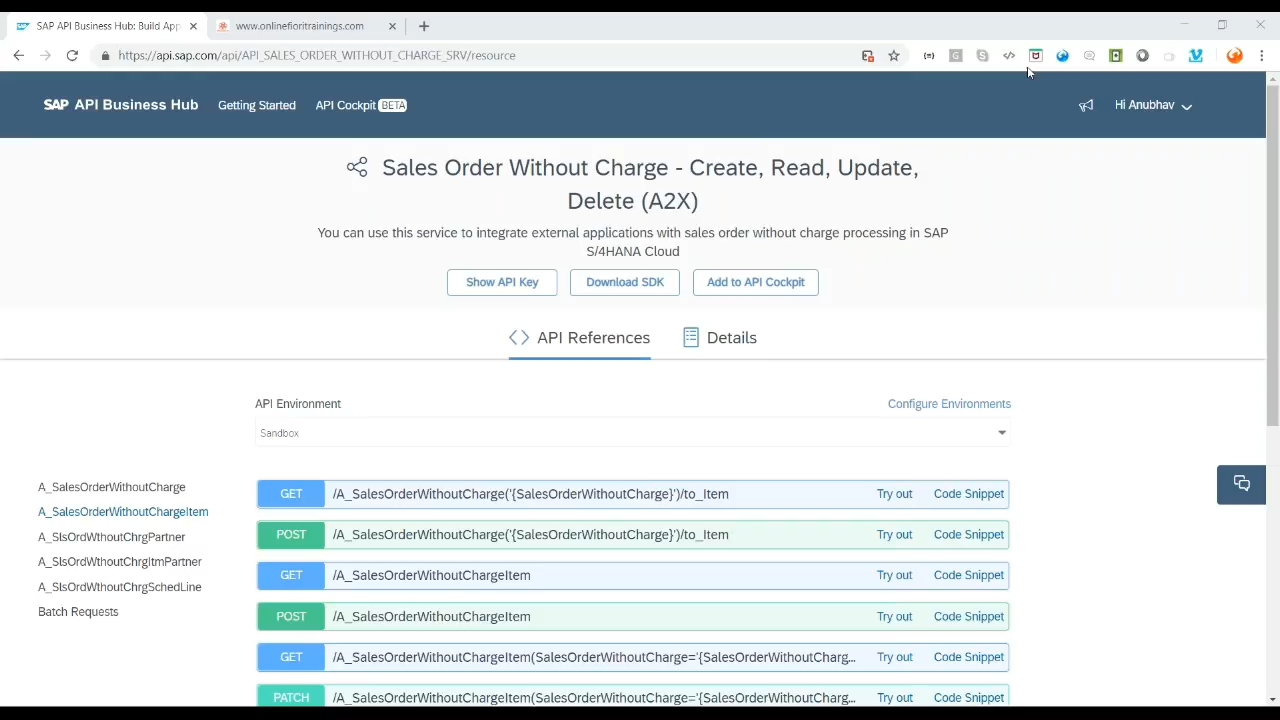 SAP API Business Hub: Build App
www.onlinefioritrainings.com
https://api.sap.com/api/API_SALES_ORDER_WITHOUT_CHARGE_SRV/resource
SAP API Business Hub
Getting Started
API Cockpit BETA
Hi Anubhav
Sales Order Without Charge - Create, Read, Update,
Delete (A2X)
You can use this service to integrate external applications with sales order without charge processing in SAP
S/4HANA Cloud
Show API Key
Download SDK
Add to API Cockpit
API References
Details
API Environment
Configure Environments
Sandbox
A_SalesOrderWithoutCharge
A_SalesOrderWithoutChargeItem
A_SlsOrdWthoutChrgPartner
A_SlsOrdWthoutChrgItmPartner
A_SlsOrdWthoutChrgSchedLine
Batch Requests
GET /A_SalesOrderWithoutCharge('{SalesOrderWithoutCharge}')/to_Item Try out Code Snippet
POST /A_SalesOrderWithoutCharge('{SalesOrderWithoutCharge}')/to_Item Try out Code Snippet
GET /A_SalesOrderWithoutChargeItem Try out Code Snippet
POST /A_SalesOrderWithoutChargeItem Try out Code Snippet
GET /A_SalesOrderWithoutChargeItem(SalesOrderWithoutCharge='{SalesOrderWithoutCharg... Try out Code Snippet
PATCH /A_SalesOrderWithoutChargeItem(SalesOrderWithoutCharge='{SalesOrderWithoutCharg... Try out Code Snippet